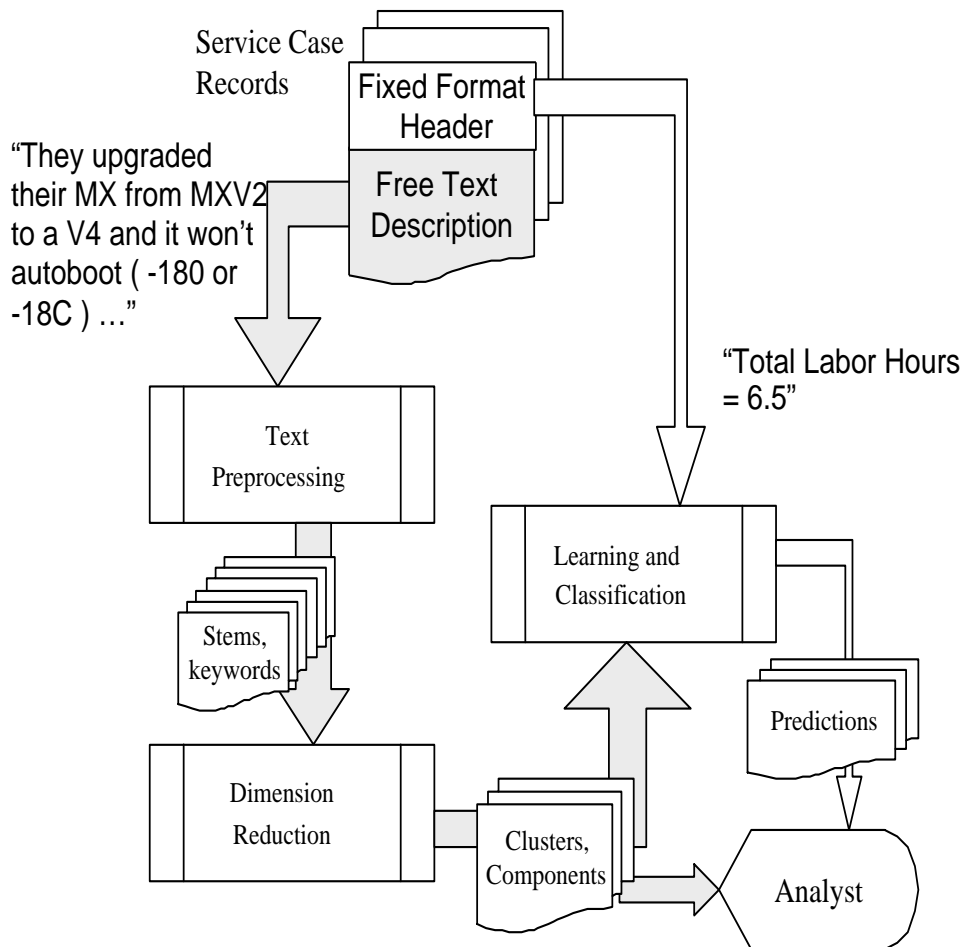 Service Case
Records
Fixed Format
Header
Free Text
Description
“They upgraded
their MX from MXV2
to a V4 and it won’t
autoboot ( -180 or
-18C ) …”
“Total Labor Hours
= 6.5”
Text
Preprocessing
Learning and
Classification
Stems,
keywords
Predictions
Dimension
Reduction
Clusters,
Components
Analyst